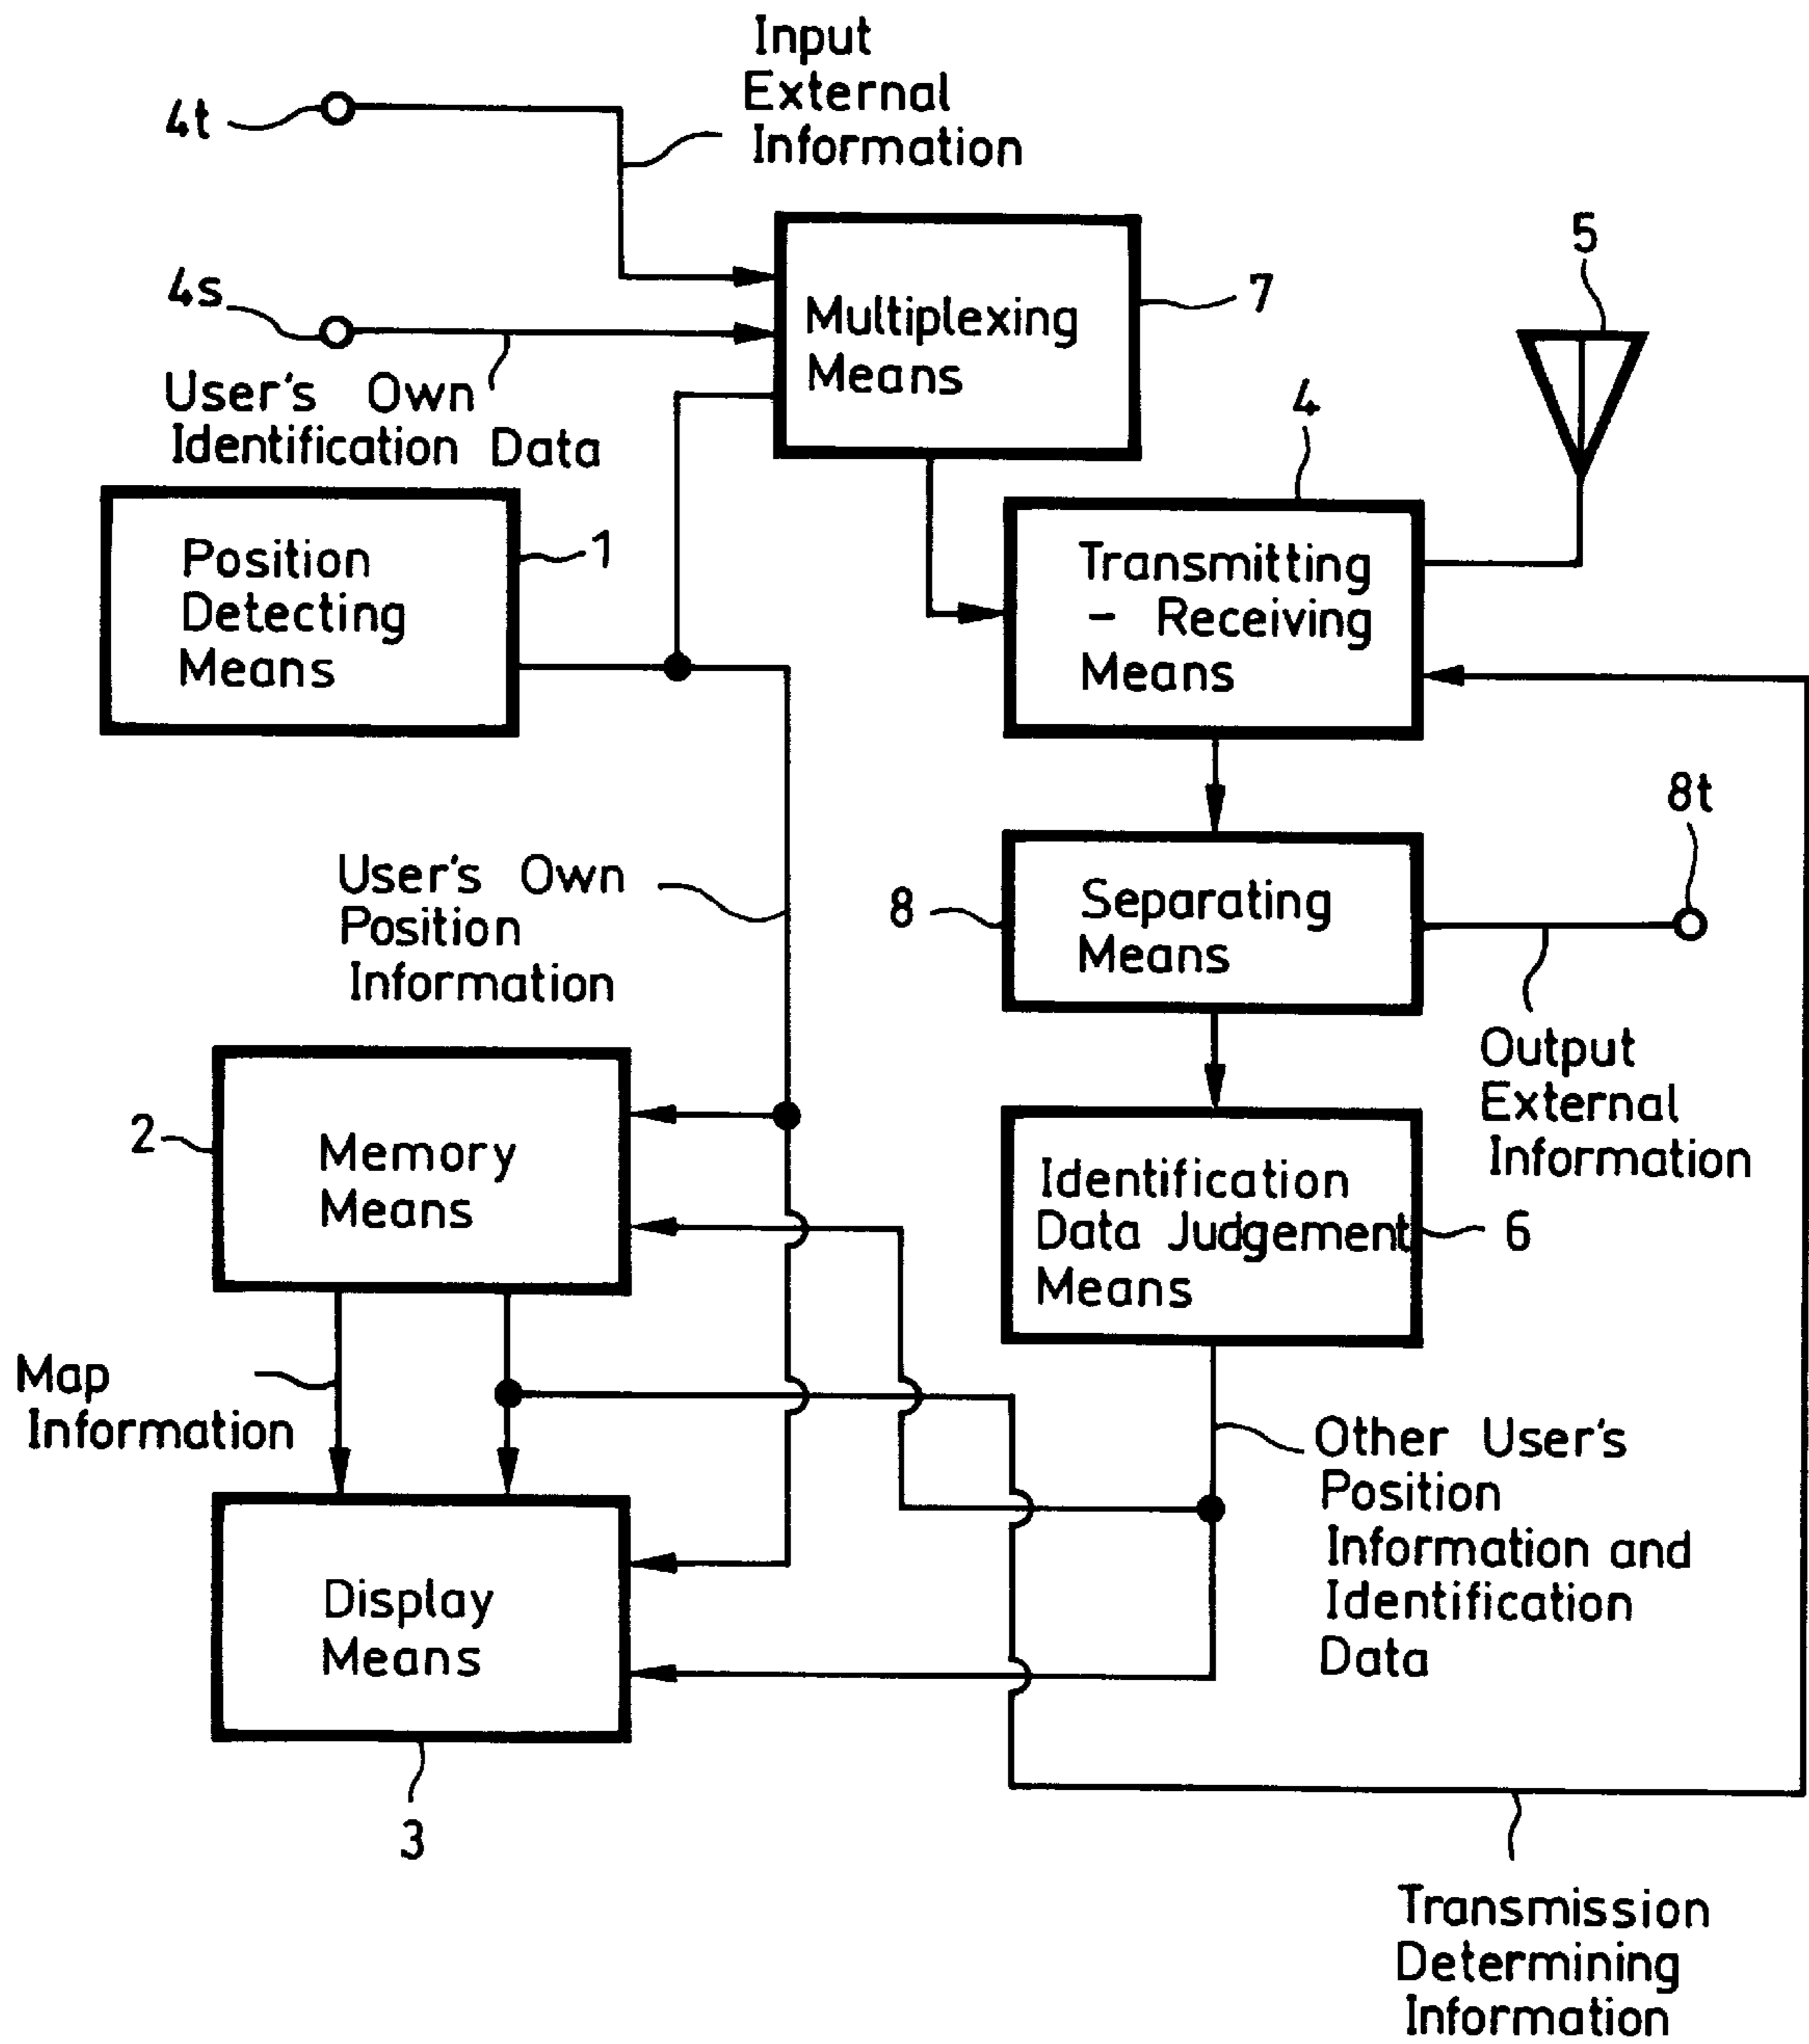 Input
External
Information
4t
4s
User's Own
Identification Data
Multiplexing
Means
7
5
4
Position
Detecting
Means
1
Transmitting
- Receiving
Means
8t
User's Own
Position
Information
8
Separating
Means
Output
External
Information
2
Memory
Means
Identification
Data Judgement
Means
6
Map
Information
Other User's
Position
Information and
Identification
Data
Display
Means
3
Transmission
Determining
Information